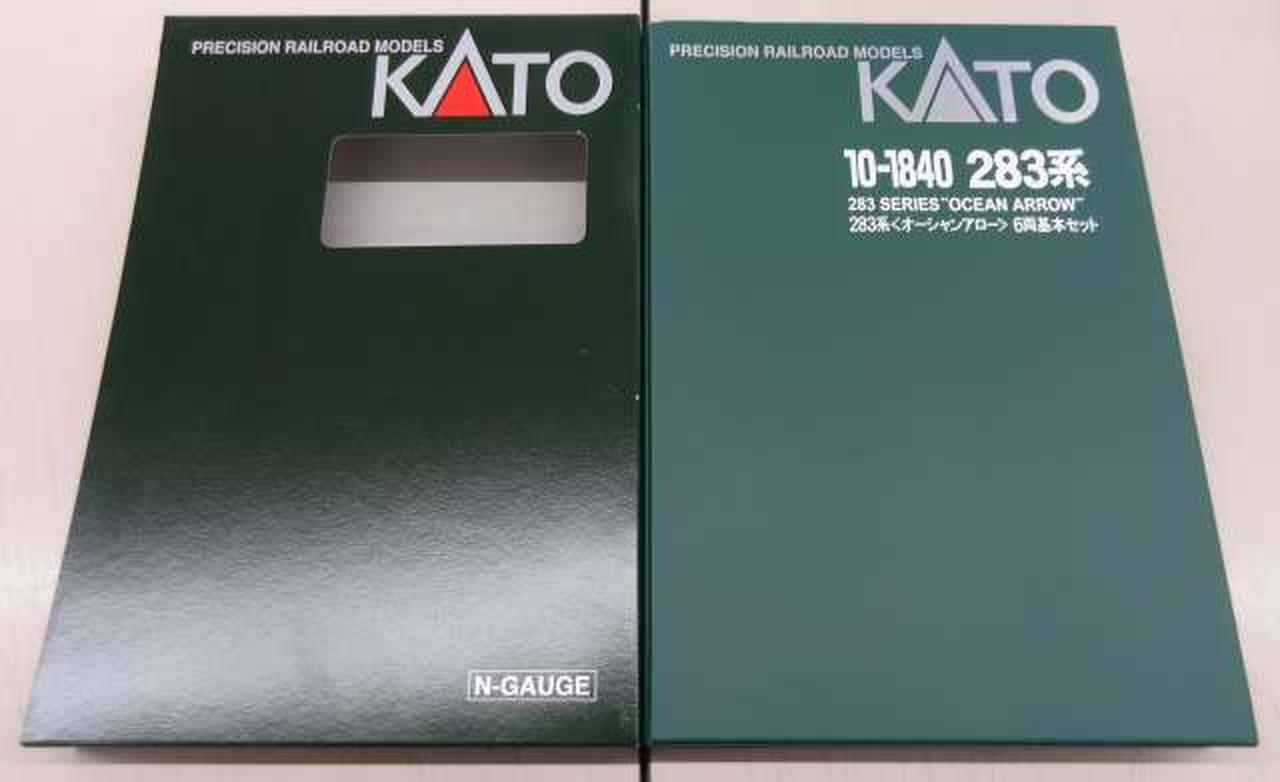 PRECISION RAILROAD MODELS
KATO
N-GAUGE
PRECISION RAILROAD MODELS
KATO
10-1840 283系
283 SERIES "OCEAN ARROW"
283系<オーシャンアロー> 6両基本セット